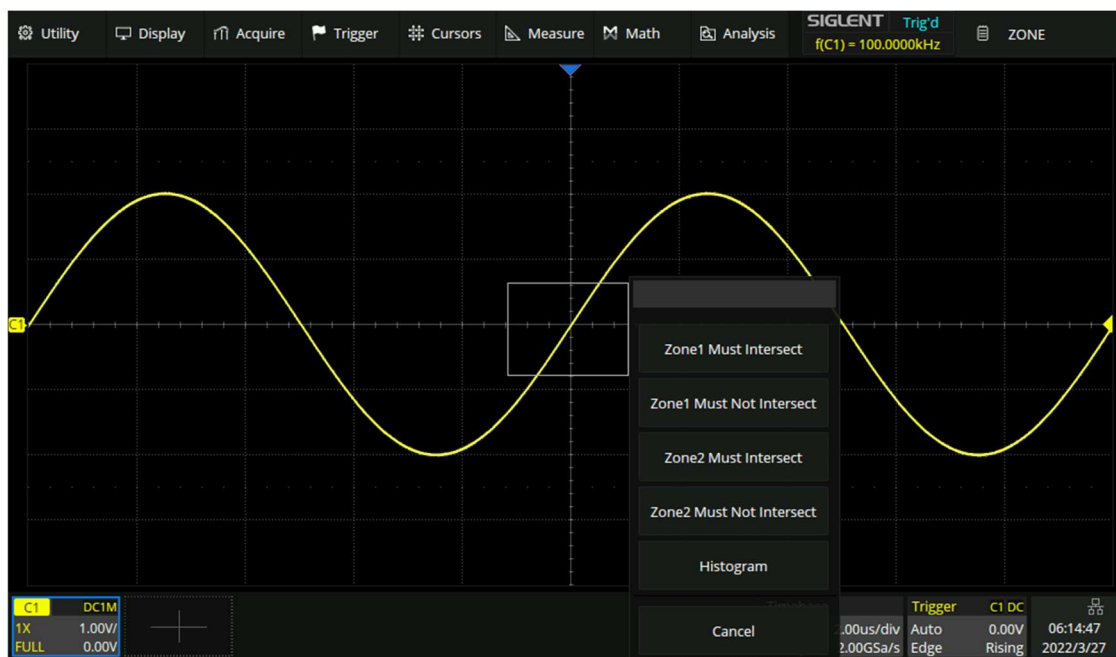 Utility
Display
Acquire
Trigger
Cursors
Measure
Math
Analysis
SIGLENT Trig'd
f(C1) = 100.0000kHz
ZONE
C1
Zone1 Must Intersect
Zone1 Must Not Intersect
Zone2 Must Intersect
Zone2 Must Not Intersect
Histogram
Cancel
C1 DC1M
1X 1.00V/
FULL 0.00V
.00us/div
2.00GSa/s
Trigger C1 DC
Auto 0.00V
Edge Rising
06:14:47
2022/3/27